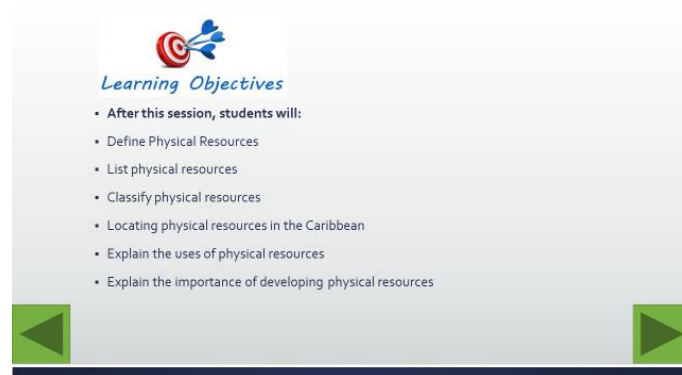 Learning Objectives
▪ After this session, students will:
▪ Define Physical Resources
▪ List physical resources
▪ Classify physical resources
▪ Locating physical resources in the Caribbean
▪ Explain the uses of physical resources
▪ Explain the importance of developing physical resources